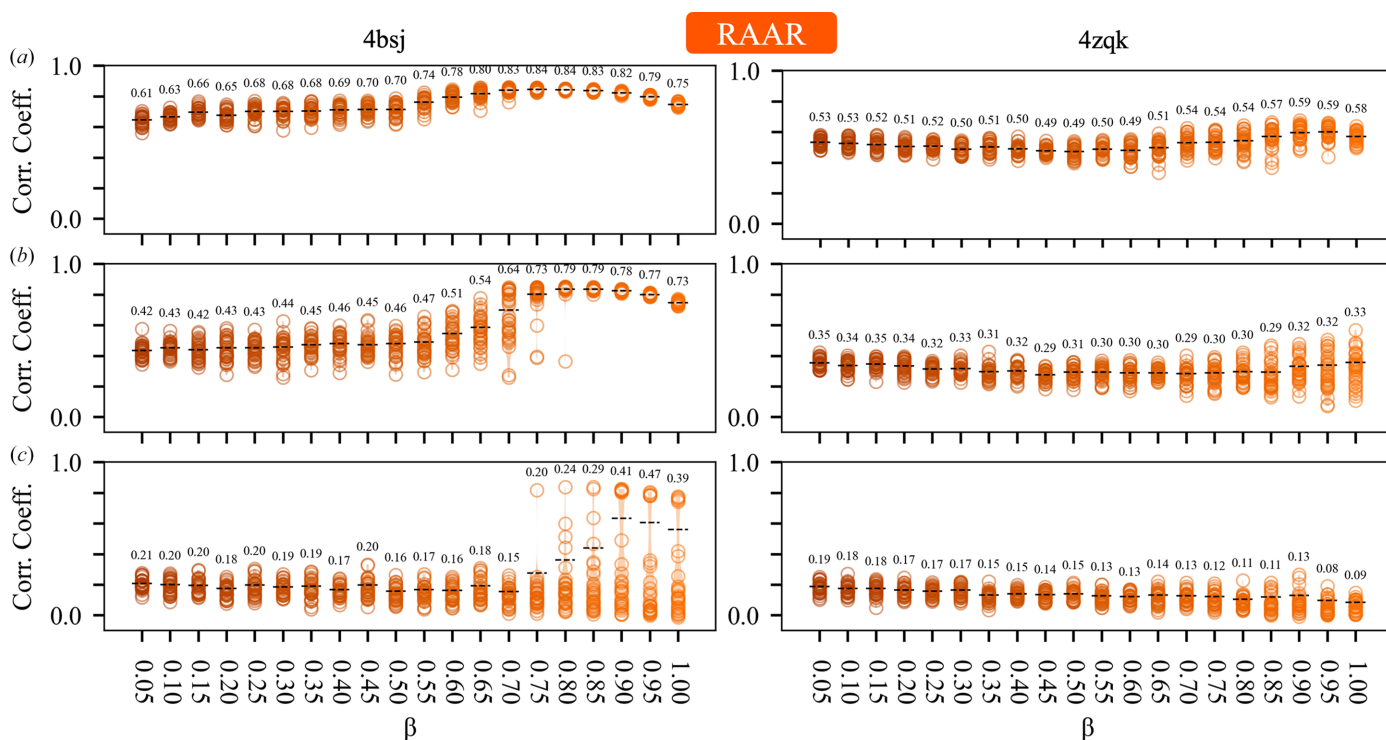 4bsj
RAAR
4zqk
(a)
Corr. Coeff.
1.0
0.0
0.61 0.63 0.66 0.65 0.68 0.68 0.68 0.69 0.70 0.70 0.74 0.78 0.80 0.83 0.84 0.84 0.83 0.82 0.79 0.75
1.0
0.0
0.53 0.53 0.52 0.51 0.52 0.50 0.51 0.50 0.49 0.49 0.50 0.49 0.51 0.54 0.54 0.54 0.57 0.59 0.59 0.58
(b)
Corr. Coeff.
1.0
0.0
0.42 0.43 0.42 0.43 0.43 0.44 0.45 0.46 0.45 0.46 0.47 0.51 0.54 0.64 0.73 0.79 0.79 0.78 0.77 0.73
1.0
0.0
0.35 0.34 0.35 0.34 0.32 0.33 0.31 0.32 0.29 0.31 0.30 0.30 0.30 0.29 0.30 0.30 0.29 0.32 0.32 0.33
(c)
Corr. Coeff.
1.0
0.0
0.21 0.20 0.20 0.18 0.20 0.19 0.19 0.17 0.20 0.16 0.17 0.16 0.18 0.15 0.20 0.24 0.29 0.41 0.47 0.39
1.0
0.0
0.19 0.18 0.18 0.17 0.17 0.17 0.15 0.15 0.14 0.15 0.13 0.13 0.14 0.13 0.12 0.11 0.11 0.13 0.08 0.09
0.05 0.10 0.15 0.20 0.25 0.30 0.35 0.40 0.45 0.50 0.55 0.60 0.65 0.70 0.75 0.80 0.85 0.90 0.95 1.00
β
0.05 0.10 0.15 0.20 0.25 0.30 0.35 0.40 0.45 0.50 0.55 0.60 0.65 0.70 0.75 0.80 0.85 0.90 0.95 1.00
β